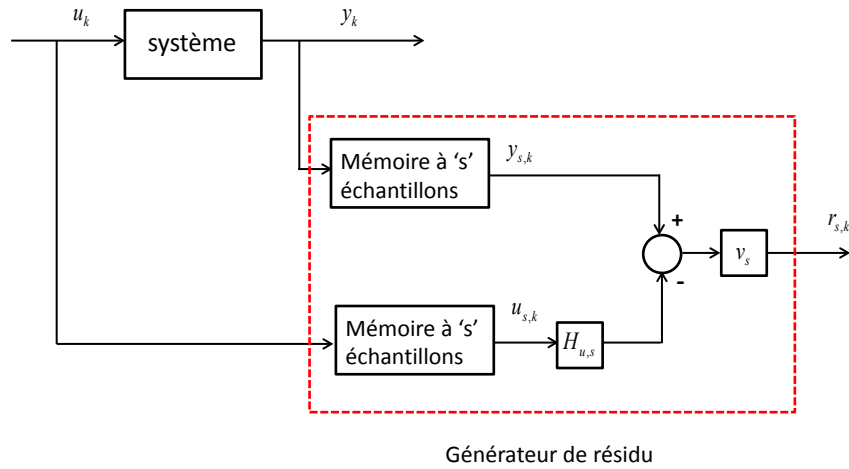 u_k
système
y_k
Mémoire à ‘s’
échantillons
y_{s,k}
+
-
v_s
r_{s,k}
Mémoire à ‘s’
échantillons
u_{s,k}
H_{u,s}
Générateur de résidu